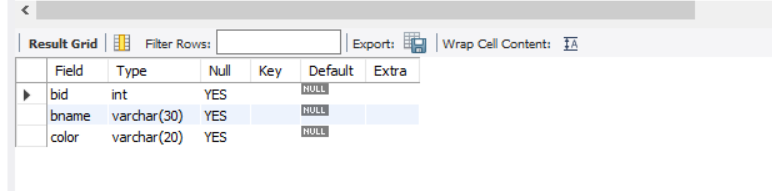 Result Grid Filter Rows: Export: Wrap Cell Content: IA
Field Type Null Key Default Extra
bid int YES NULL
bname varchar(30) YES NULL
color varchar(20) YES NULL